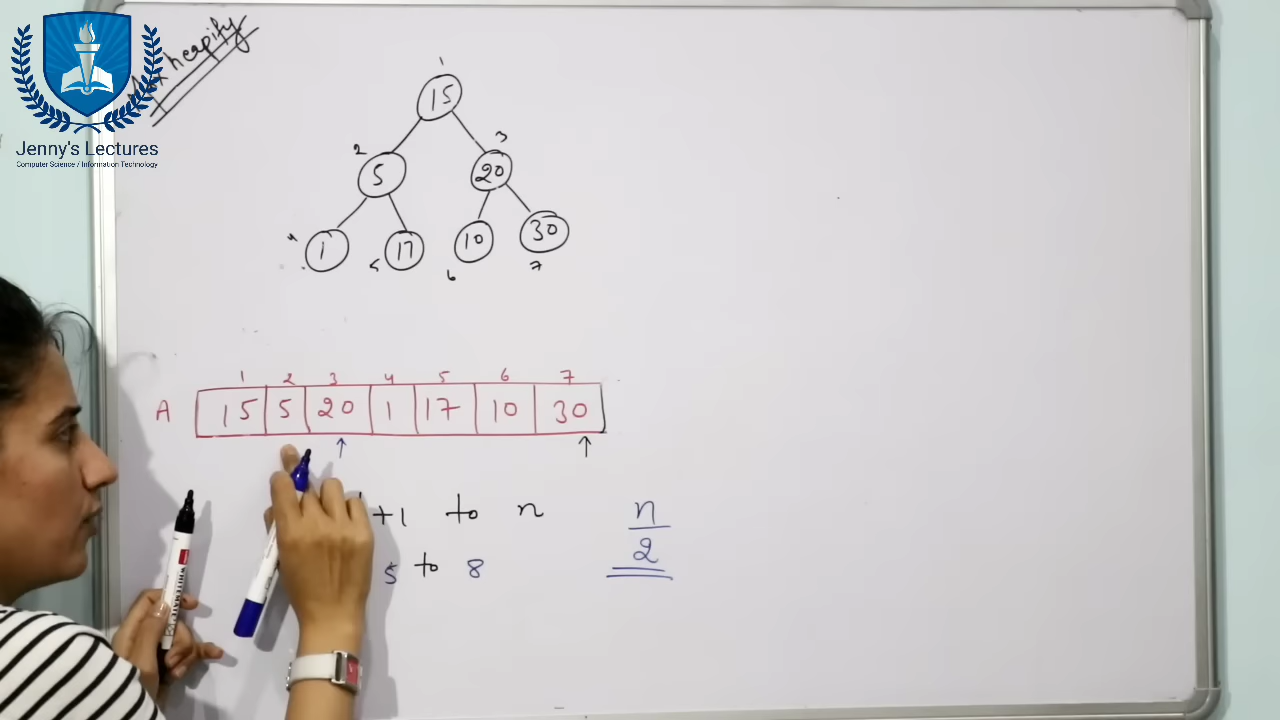 Max heapify
Jenny's Lectures
Computer Science / Information Technology
1
15
2 3
5 20
4 1 5 17 6 10 7 30
1 2 3 4 5 6 7
A 15 5 20 1 17 10 30
↑ ↑
+1 to n n/2
5 to 8
WHITEMATE